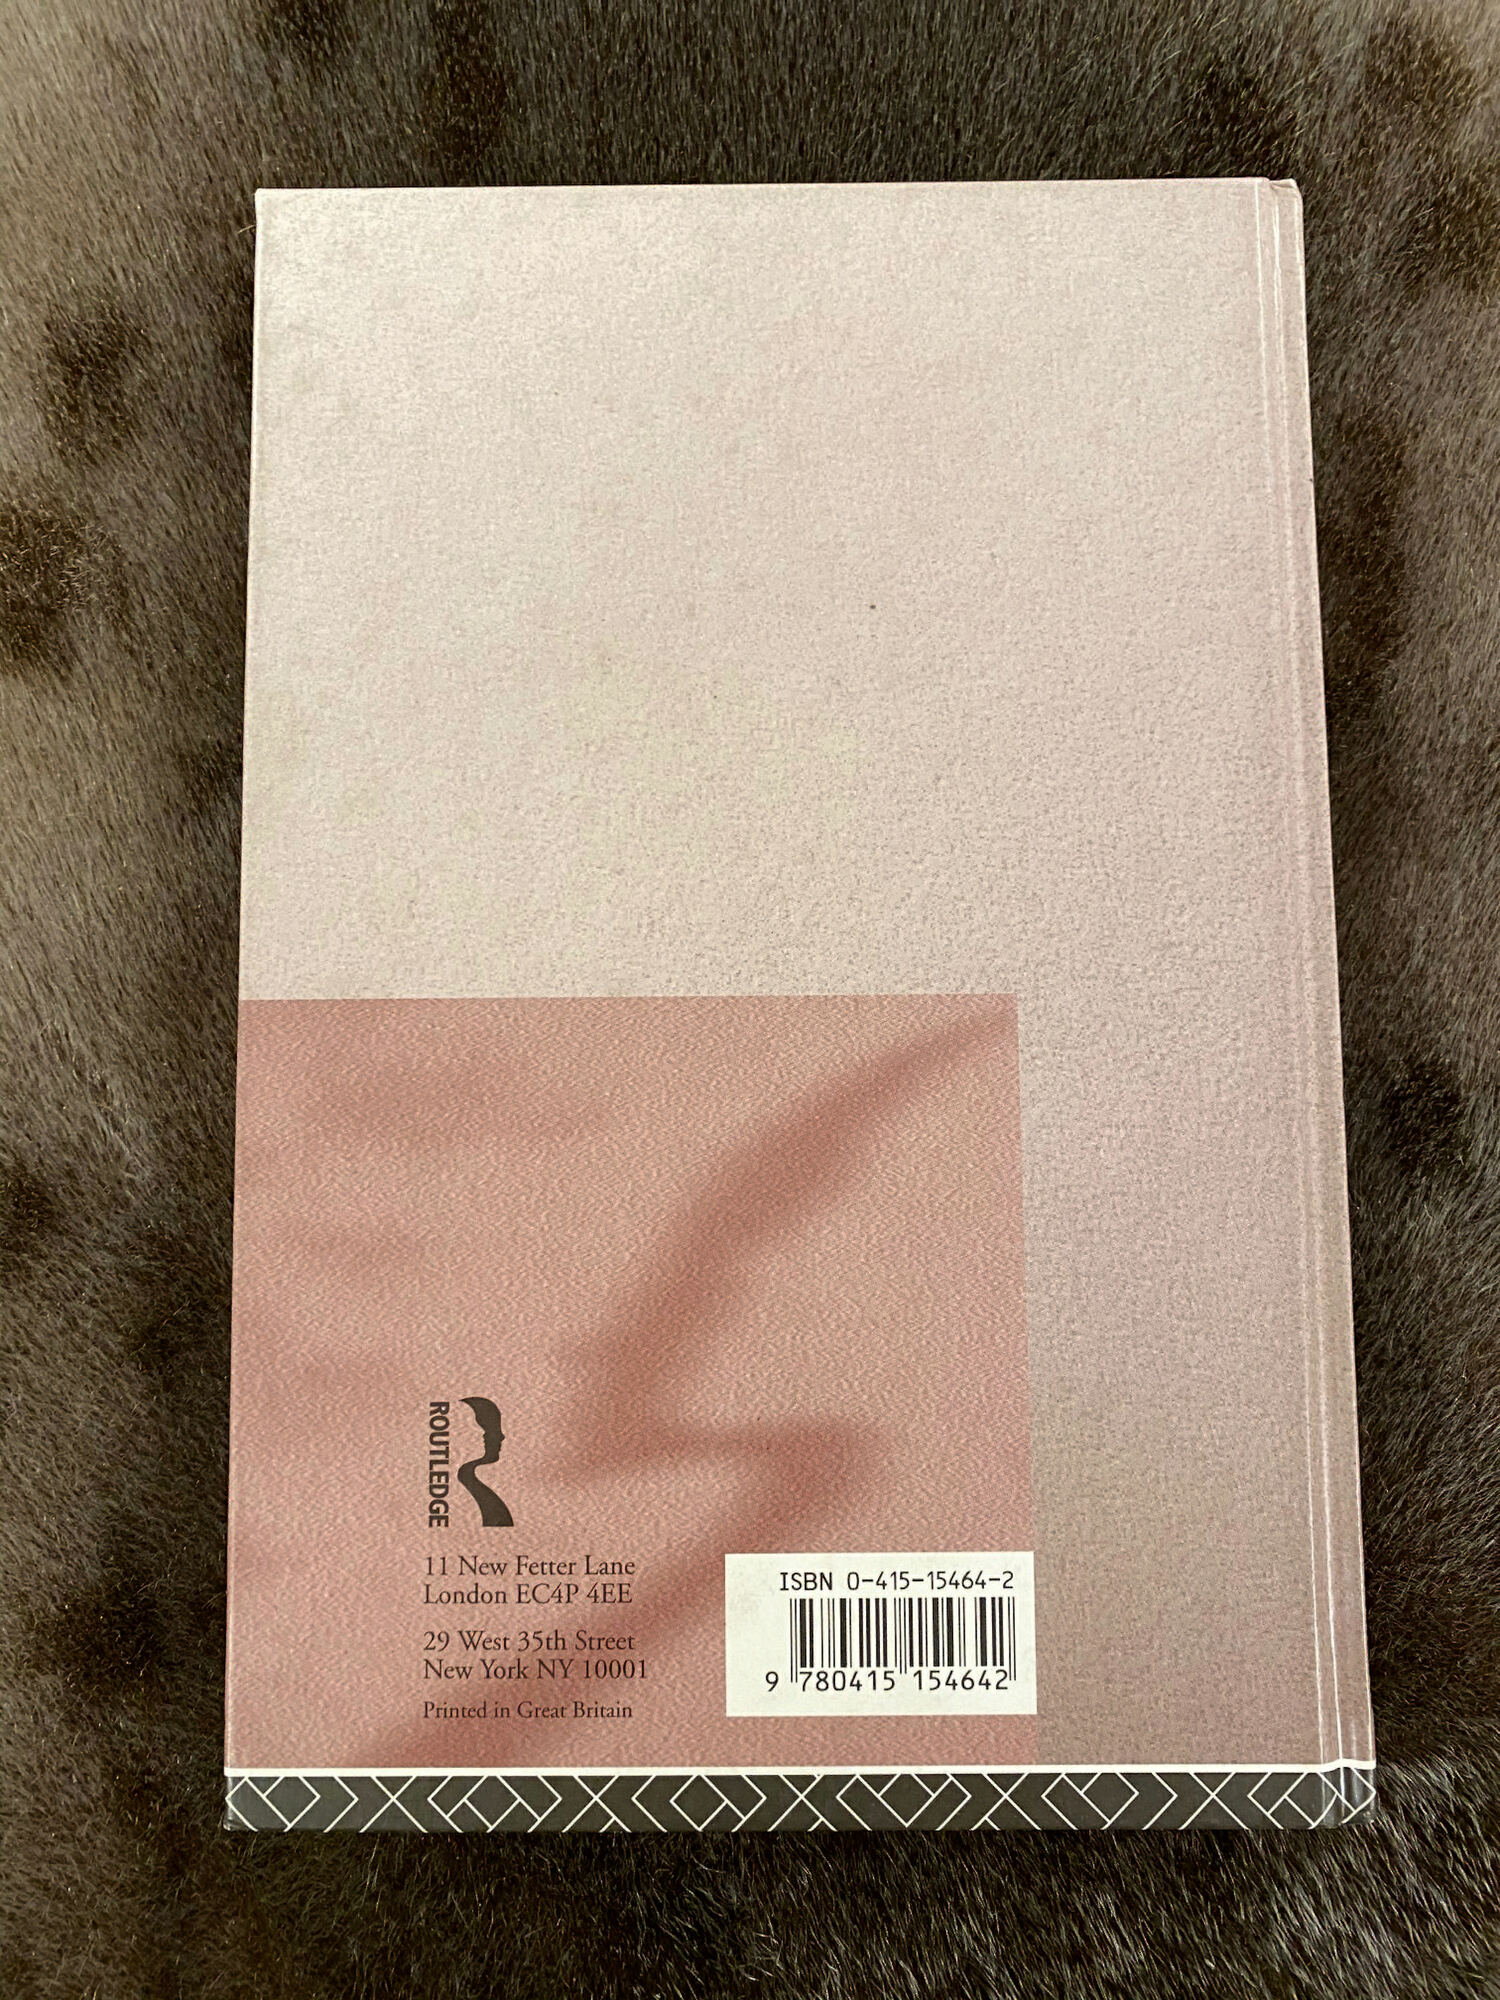 ROUTLEDGE
11 New Fetter Lane
London EC4P 4EE
29 West 35th Street
New York NY 10001
Printed in Great Britain
ISBN 0-415-15464-2
9 780415 154642